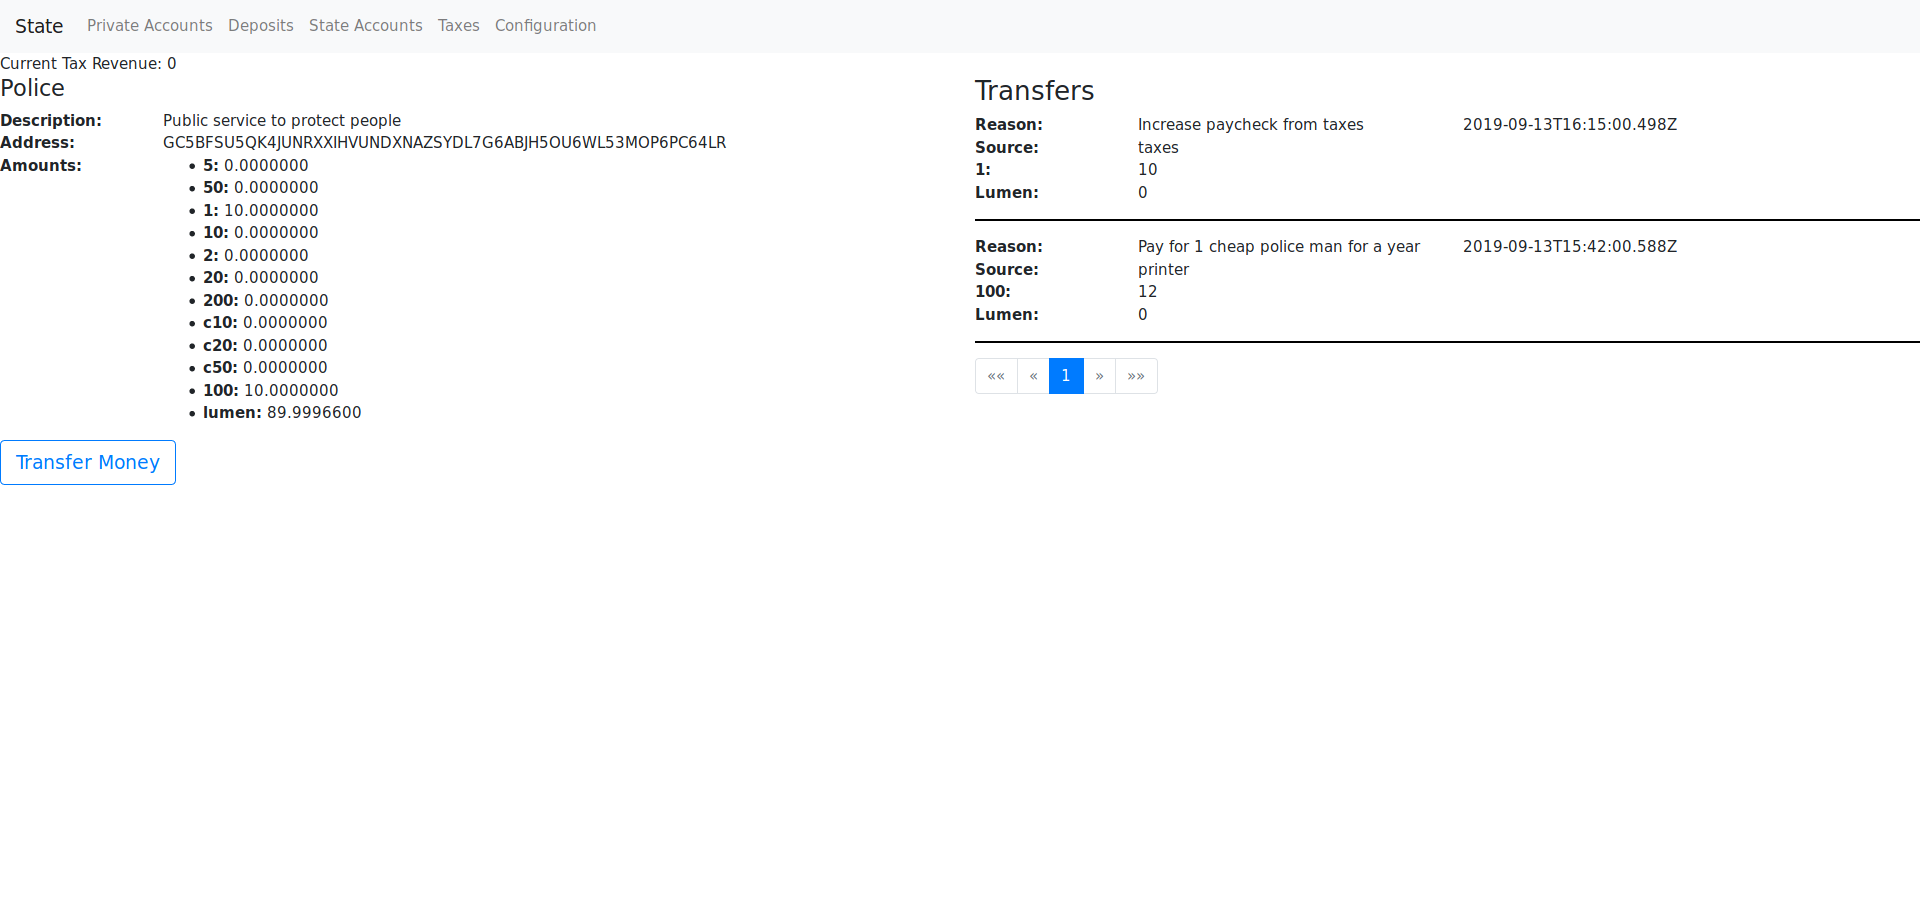 State Private Accounts Deposits State Accounts Taxes Configuration
Current Tax Revenue: 0
Police
Description: Public service to protect people
Address: GC5BFSU5QK4JUNRXXIHVUNDXNAZSYDL7G6ABJH5OU6WL53MOP6PC64LR
Amounts:
• 5: 0.0000000
• 50: 0.0000000
• 1: 10.0000000
• 10: 0.0000000
• 2: 0.0000000
• 20: 0.0000000
• 200: 0.0000000
• c10: 0.0000000
• c20: 0.0000000
• c50: 0.0000000
• 100: 10.0000000
• lumen: 89.9996600
Transfer Money
Transfers
Reason: Increase paycheck from taxes 2019-09-13T16:15:00.498Z
Source: taxes
1: 10
Lumen: 0
Reason: Pay for 1 cheap police man for a year 2019-09-13T15:42:00.588Z
Source: printer
100: 12
Lumen: 0
«« « 1 » »»